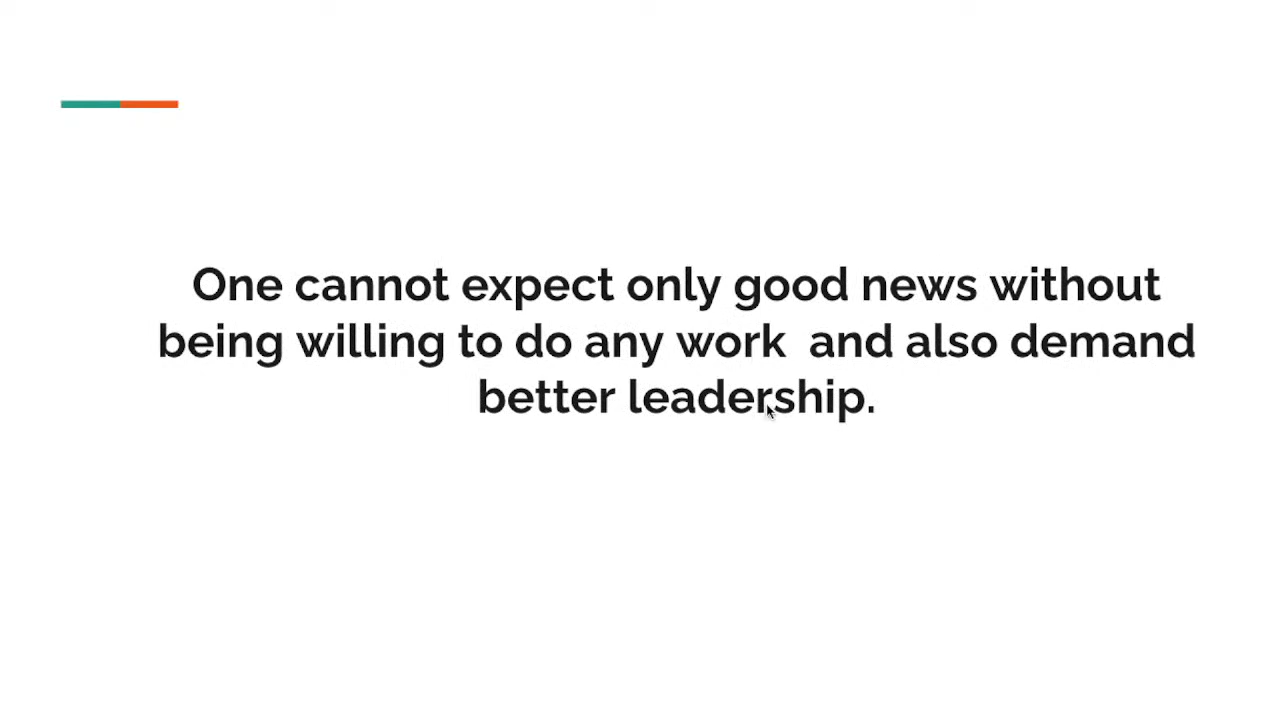 One cannot expect only good news without
being willing to do any work  and also demand
better leadership.